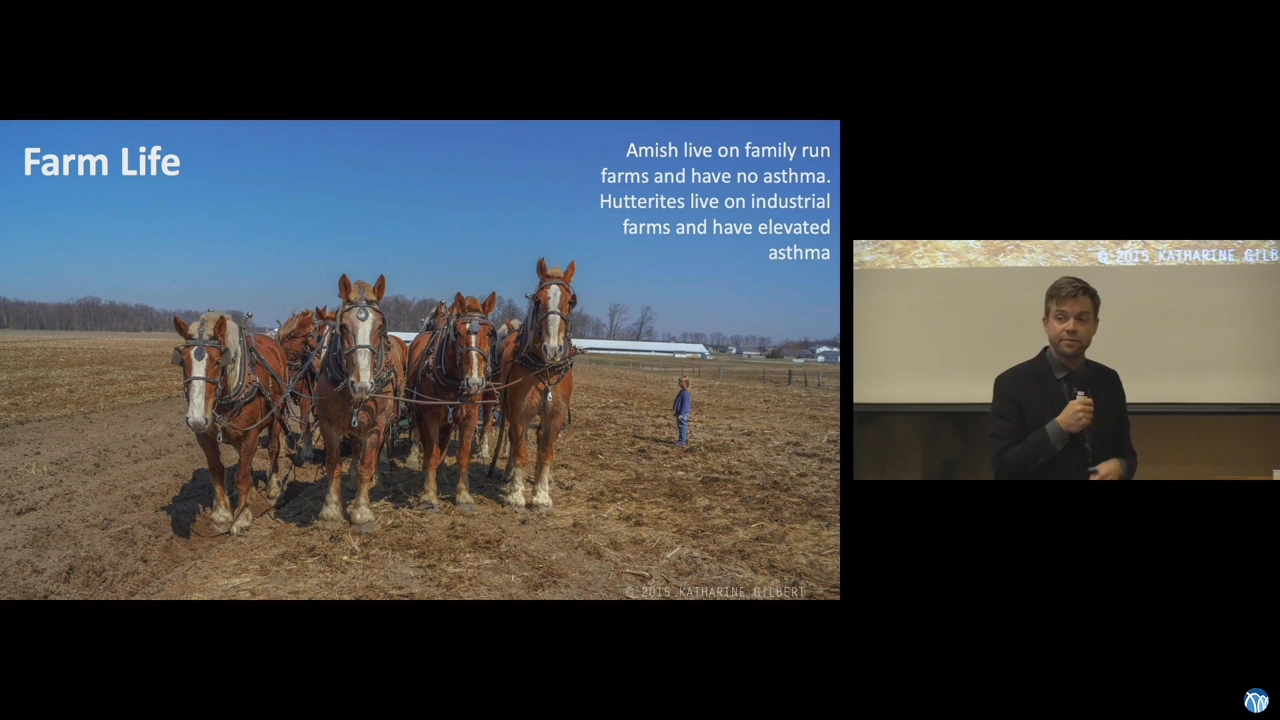 Farm Life
Amish live on family run
farms and have no asthma.
Hutterites live on industrial
farms and have elevated
asthma
© 2015 KATHARINE GILBERT
© 2015 KATHARINE GILB